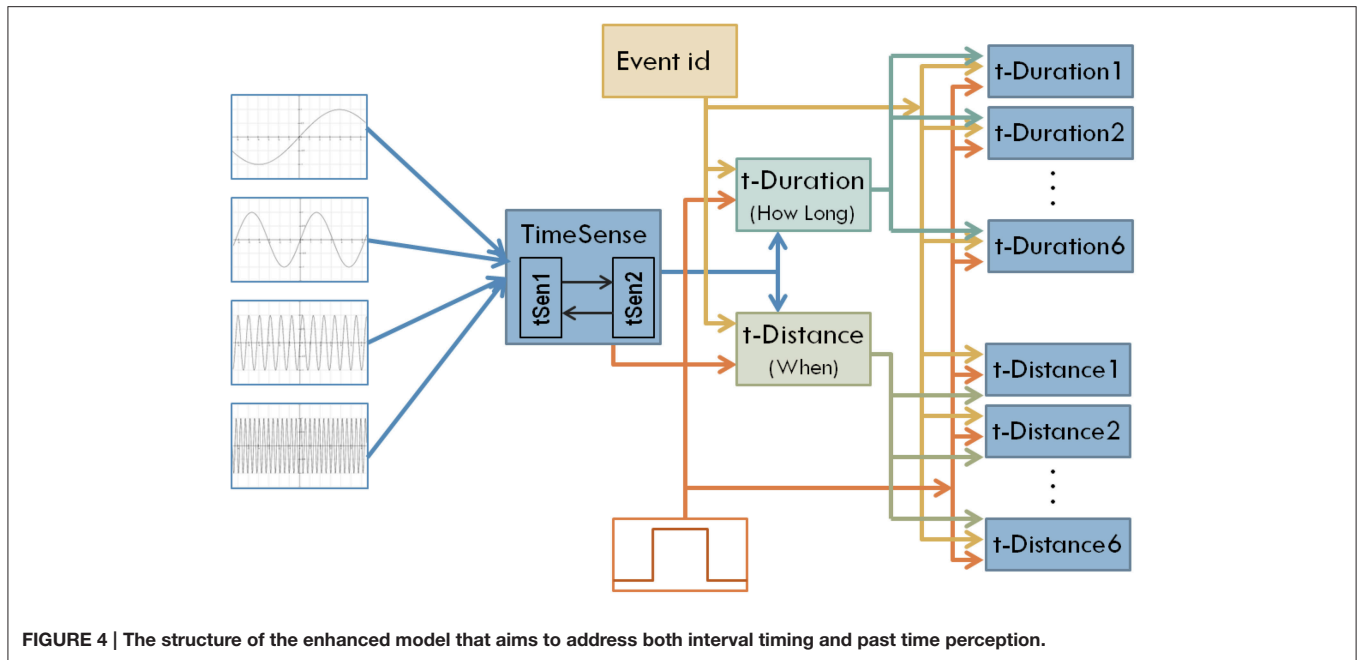 Event id
t-Duration1
t-Duration2
t-Duration
(How Long)
TimeSense
tSen1
tSen2
t-Duration6
t-Distance
(When)
t-Distance1
t-Distance2
t-Distance6
FIGURE 4 | The structure of the enhanced model that aims to address both interval timing and past time perception.